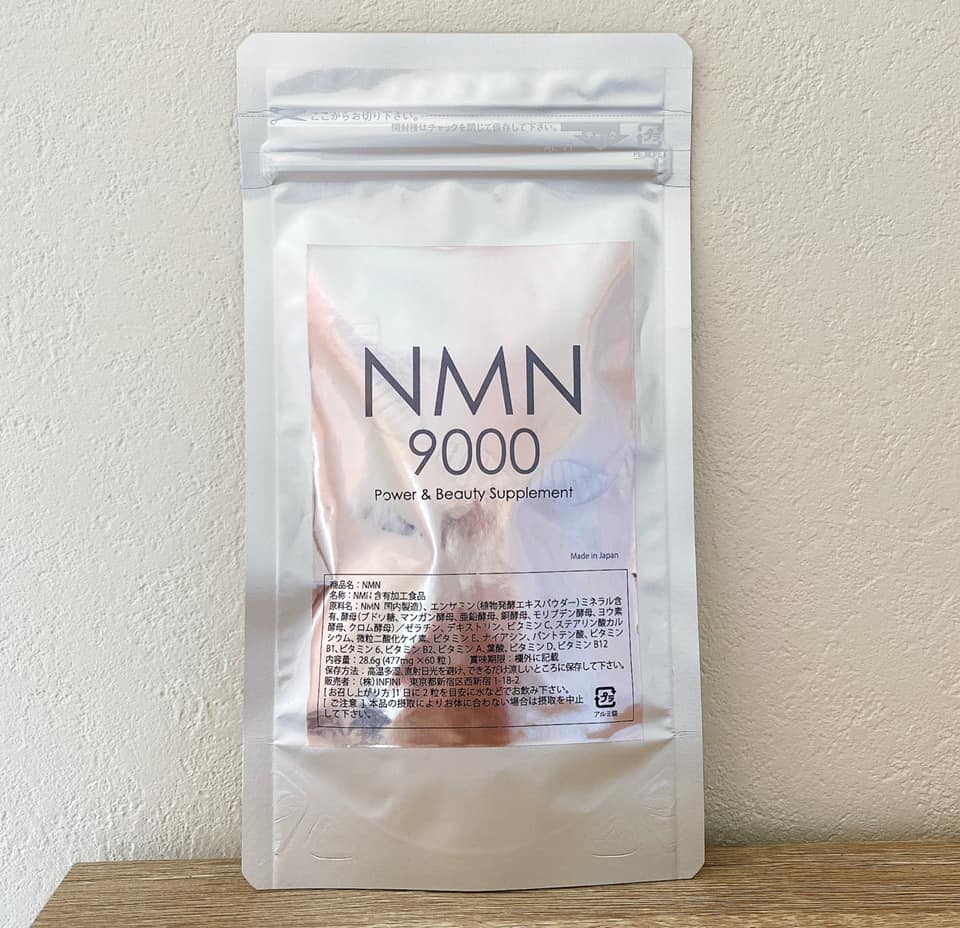 ここからお切り下さい。
開封後はチャックを閉じて保存して下さい。
チャック
プラ
NMN
9000
Power & Beauty Supplement
Made in Japan
商品名：NMN
名称：NMN含有加工食品
原料名：NMN（国内製造）、エンザミン（植物発酵エキスパウダー）ミネラル含
有、酵母（ブドウ糖、マンガン酵母、亜鉛酵母、銅酵母、モリブデン酵母、ヨウ素
酵母、クロム酵母）／ゼラチン、デキストリン、ビタミンC、ステアリン酸カル
シウム、微粒二酸化ケイ素、ビタミンE、ナイアシン、パントテン酸、ビタミン
B1、ビタミン6、ビタミンB2、ビタミンA、葉酸、ビタミンD、ビタミンB12
内容量：28.6g (477mg×60粒)　賞味期限：欄外に記載
保存方法：高温多湿、直射日光を避け、できるだけ涼しいところに保存して下さい。
販売者：（株）INFINI　東京都新宿区西新宿 1-18-2
[お召し上がり方]1日に2粒を目安に水などでお飲み下さい。
[ご注意]本品の摂取によりお体に合わない場合は摂取を中止
して下さい。
プラ
アルミ袋